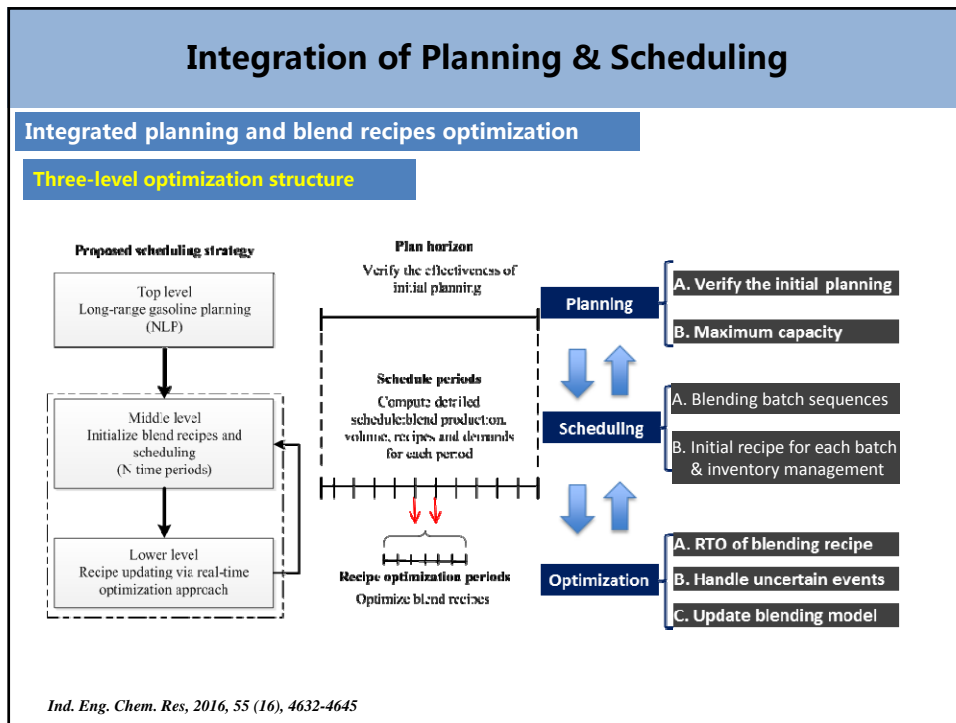 Integration of Planning & Scheduling
Integrated planning and blend recipes optimization
Three-level optimization structure
Proposed scheduling strategy
Top level
Long-range gasoline planning
(NLP)
Middle level
Initialize blend recipes and
scheduling
(N time periods)
Lower level
Recipe updating via real-time
optimization approach
Plan horizon
Verify the effectiveness of
initial planning
Schedule periods
Compute detailed
schedule:blend production,
volume, recipes and demands
for each period
Recipe optimization periods
Optimize blend recipes
Planning
A. Verify the initial planning
B. Maximum capacity
Scheduling
A. Blending batch sequences
B. Initial recipe for each batch
& inventory management
Optimization
A. RTO of blending recipe
B. Handle uncertain events
C. Update blending model
Ind. Eng. Chem. Res, 2016, 55 (16), 4632-4645